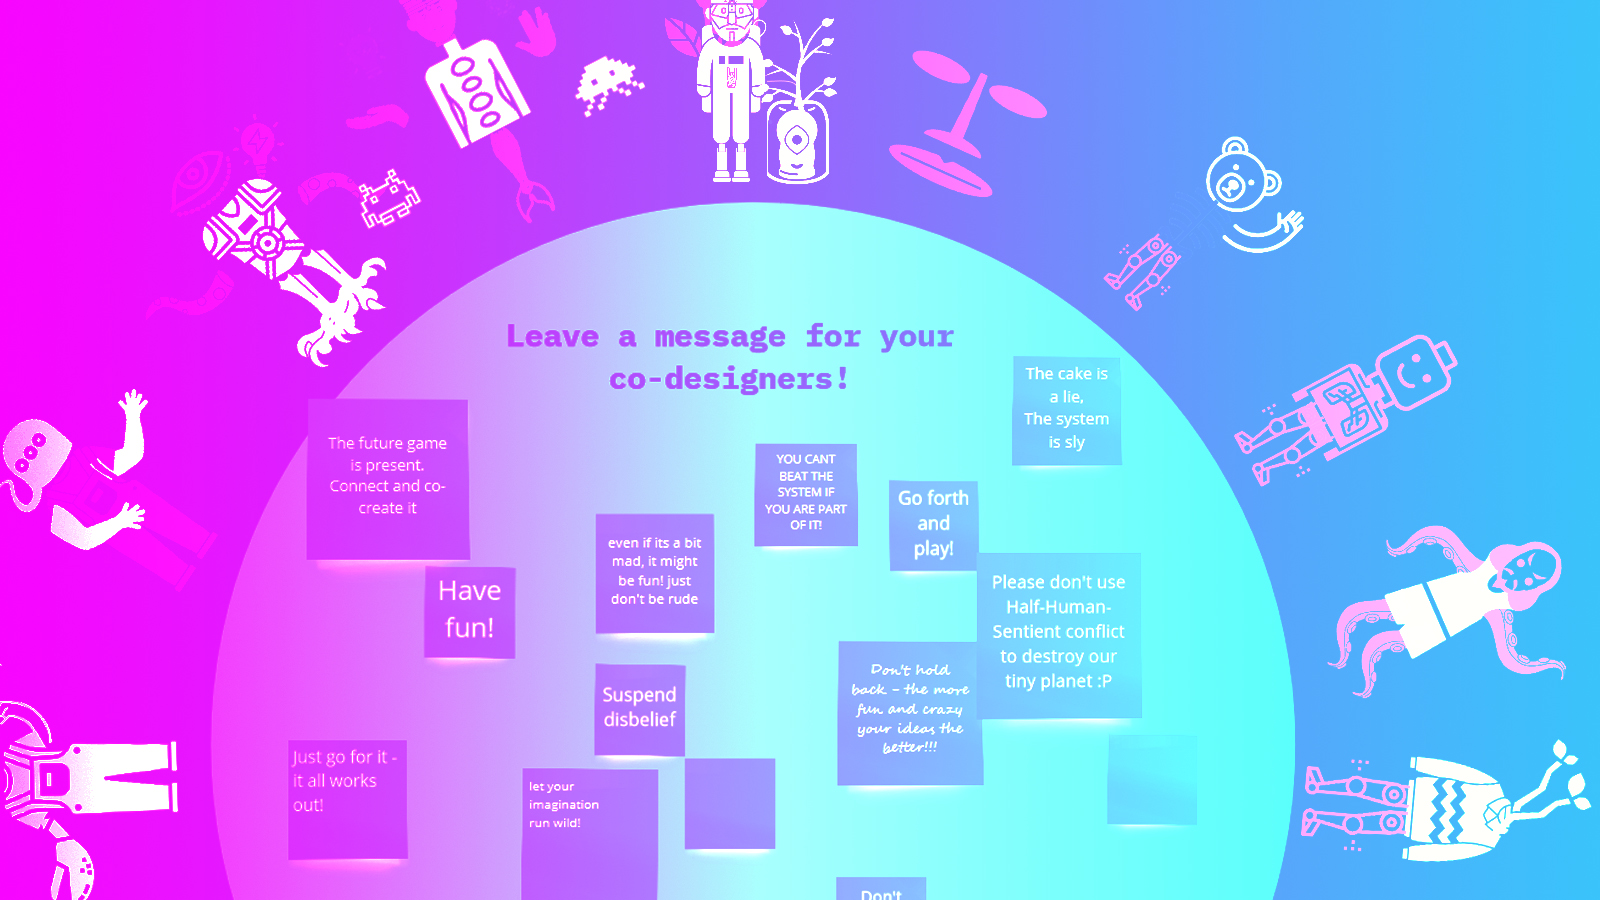 Leave a message for your
co-designers!
The cake is
a lie,
The system
is sly
The future game
is present.
Connect and co-
create it
YOU CANT
BEAT THE
SYSTEM IF
YOU ARE PART
OF IT!
Go forth
and
play!
even if its a bit
mad, it might
be fun! just
don't be rude
Have
fun!
Please don't use
Half-Human-
Sentient conflict
to destroy our
tiny planet :P
Don't hold
back - the more
fun and crazy
your ideas the
better!!!
Suspend
disbelief
Just go for it -
it all works
out!
let your
imagination
run wild!
Don't